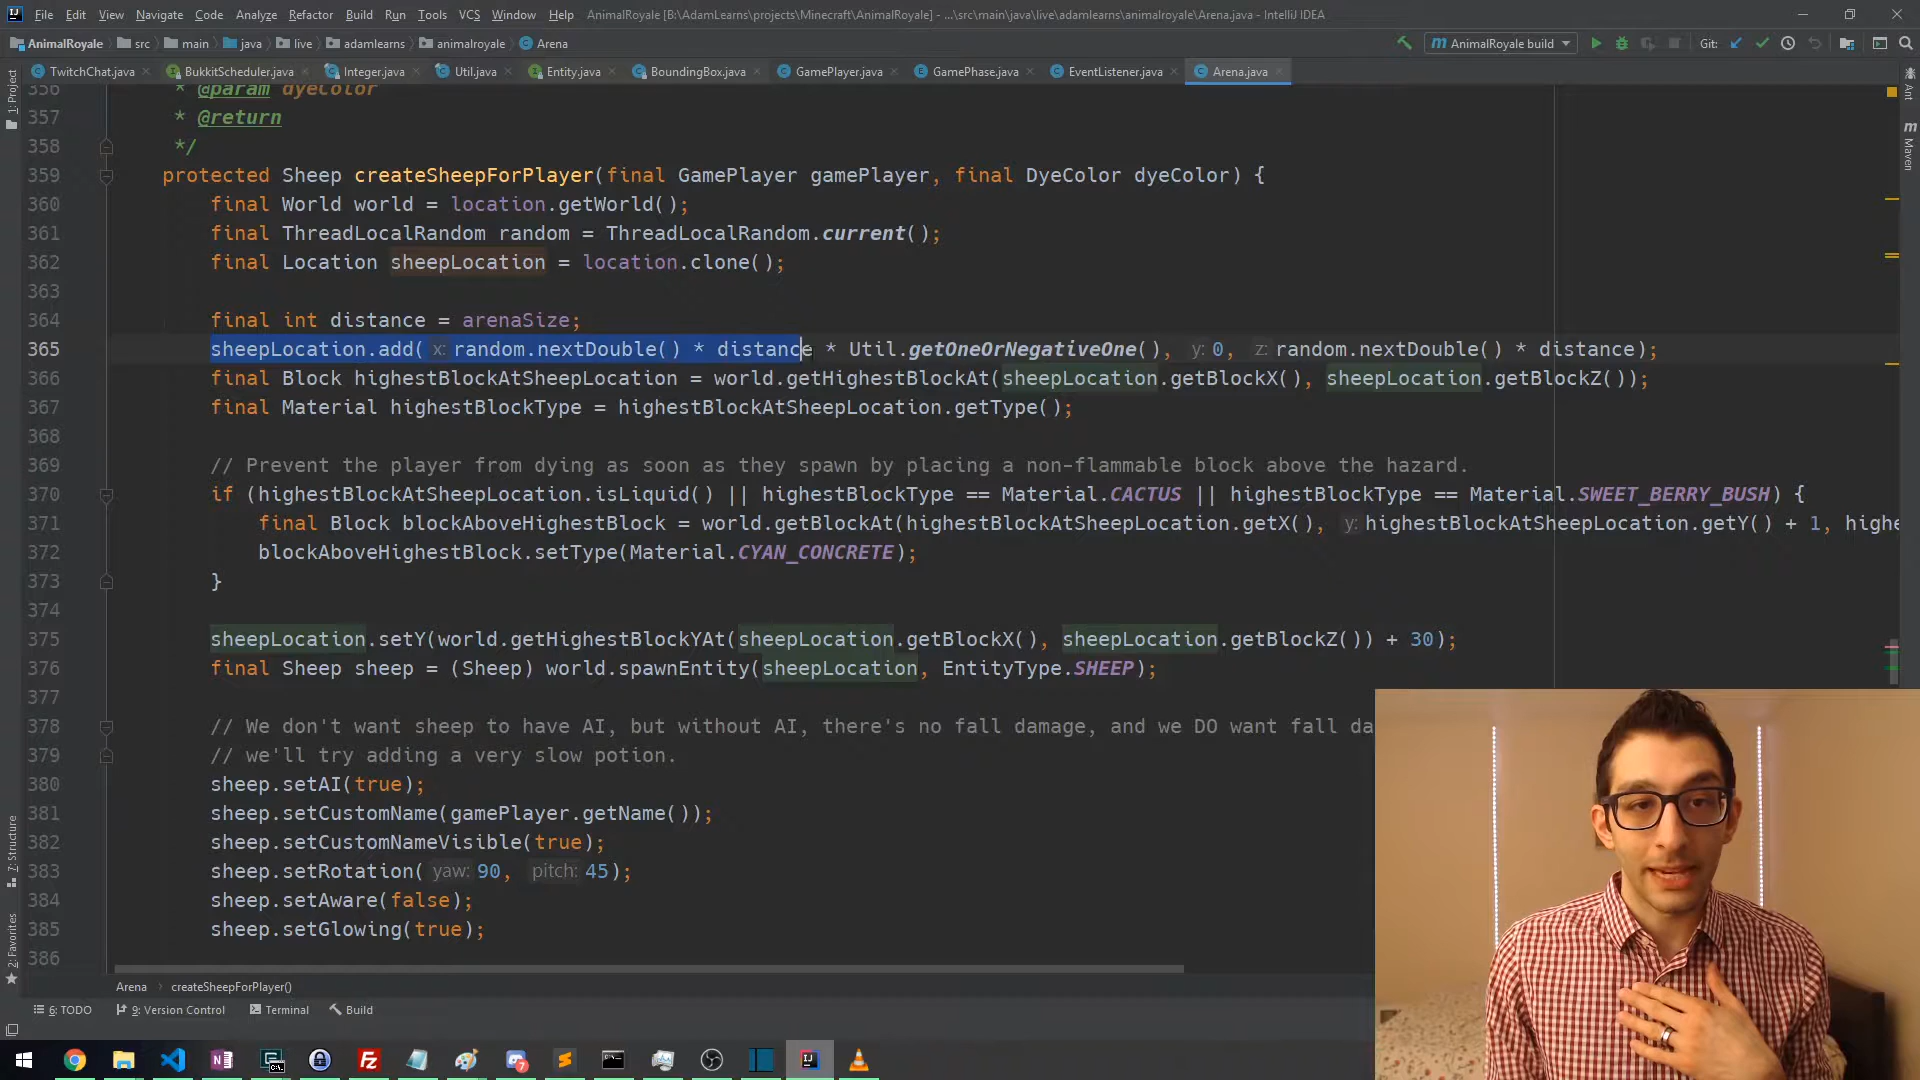 File Edit View Navigate Code Analyze Refactor Build Run Tools VCS Window Help AnimalRoyale [B:\AdamLearns\projects\Minecraft\AnimalRoyale] - ...\src\main\java\live\adamlearns\animalroyale\Arena.java - IntelliJ IDEA
AnimalRoyale src main java live adamlearns animalroyale Arena AnimalRoyale build Git:
TwitchChat.java BukkitScheduler.java Integer.java Util.java Entity.java BoundingBox.java GamePlayer.java GamePhase.java EventListener.java Arena.java
1: Project
Ant
Maven
7: Structure
2: Favorites
356 * @param dyeColor
357 * @return
358 */
359 protected Sheep createSheepForPlayer(final GamePlayer gamePlayer, final DyeColor dyeColor) {
360 final World world = location.getWorld();
361 final ThreadLocalRandom random = ThreadLocalRandom.current();
362 final Location sheepLocation = location.clone();
363
364 final int distance = arenaSize;
365 sheepLocation.add( x: random.nextDouble() * distance * Util.getOneOrNegativeOne(), y: 0, z: random.nextDouble() * distance);
366 final Block highestBlockAtSheepLocation = world.getHighestBlockAt(sheepLocation.getBlockX(), sheepLocation.getBlockZ());
367 final Material highestBlockType = highestBlockAtSheepLocation.getType();
368
369 // Prevent the player from dying as soon as they spawn by placing a non-flammable block above the hazard.
370 if (highestBlockAtSheepLocation.isLiquid() || highestBlockType == Material.CACTUS || highestBlockType == Material.SWEET_BERRY_BUSH) {
371 final Block blockAboveHighestBlock = world.getBlockAt(highestBlockAtSheepLocation.getX(), y: highestBlockAtSheepLocation.getY() + 1, highe
372 blockAboveHighestBlock.setType(Material.CYAN_CONCRETE);
373 }
374
375 sheepLocation.setY(world.getHighestBlockYAt(sheepLocation.getBlockX(), sheepLocation.getBlockZ()) + 30);
376 final Sheep sheep = (Sheep) world.spawnEntity(sheepLocation, EntityType.SHEEP);
377
378 // We don't want sheep to have AI, but without AI, there's no fall damage, and we DO want fall da
379 // we'll try adding a very slow potion.
380 sheep.setAI(true);
381 sheep.setCustomName(gamePlayer.getName());
382 sheep.setCustomNameVisible(true);
383 sheep.setRotation( yaw: 90, pitch: 45);
384 sheep.setAware(false);
385 sheep.setGlowing(true);
386
Arena createSheepForPlayer()
6: TODO 9: Version Control Terminal Build